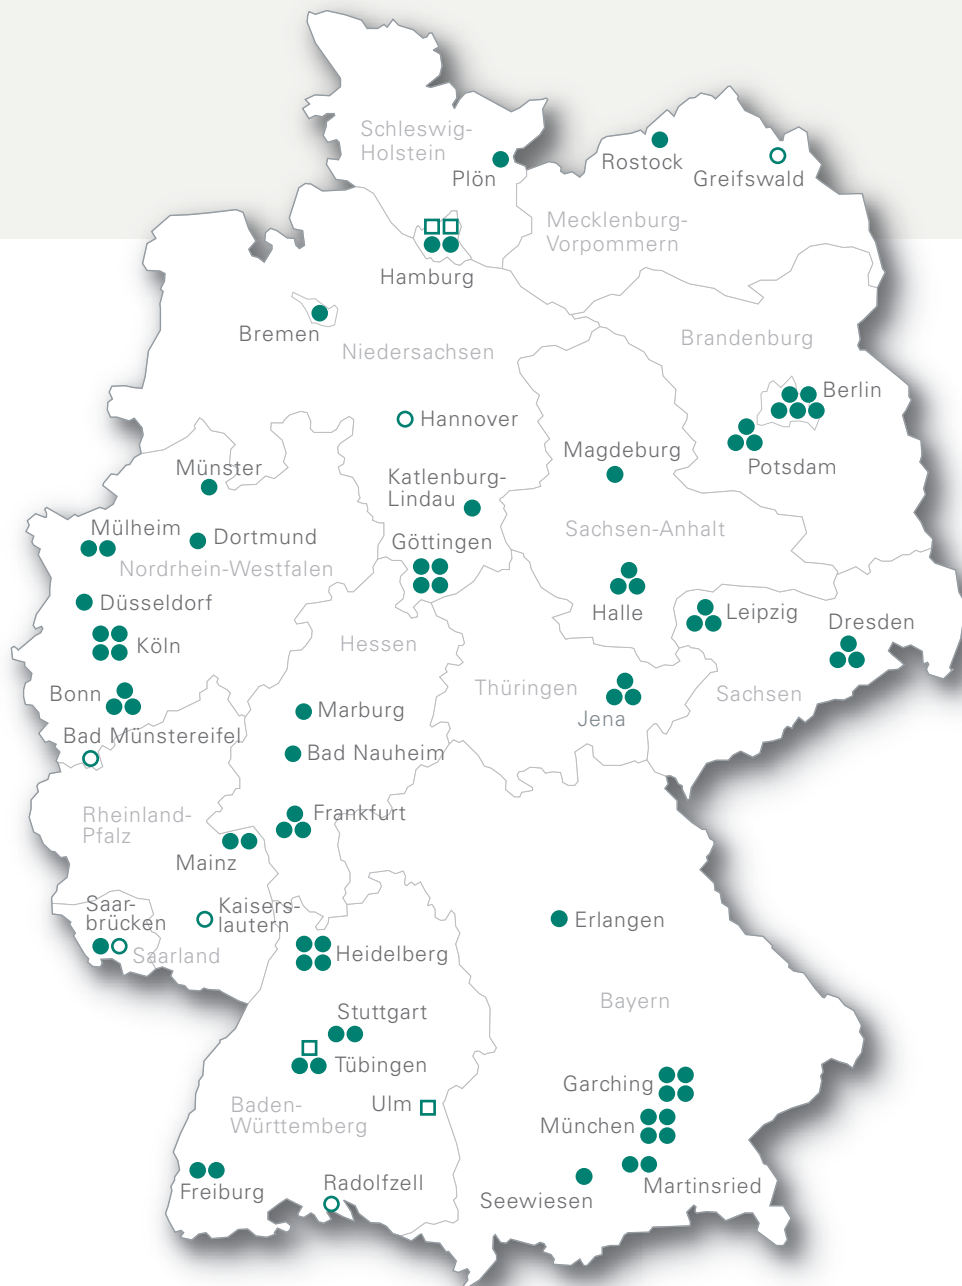 Schleswig-
Holstein
Plön
Rostock
Greifswald
Mecklenburg-
Vorpommern
Hamburg
Bremen
Niedersachsen
Brandenburg
Berlin
Hannover
Magdeburg
Potsdam
Münster
Katlenburg-
Lindau
Mülheim
Dortmund
Göttingen
Sachsen-Anhalt
Nordrhein-Westfalen
Düsseldorf
Halle
Leipzig
Dresden
Köln
Hessen
Bonn
Thüringen
Jena
Sachsen
Marburg
Bad Münstereifel
Bad Nauheim
Rheinland-
Pfalz
Frankfurt
Mainz
Saar-
brücken
Kaisers-
lautern
Saarland
Erlangen
Heidelberg
Bayern
Stuttgart
Tübingen
Garching
Baden-
Württemberg
Ulm
München
Freiburg
Radolfzell
Seewiesen
Martinsried